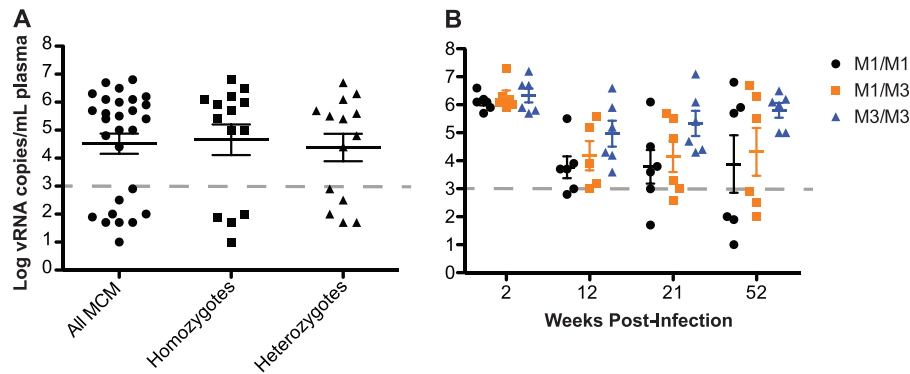 A
Log vRNA copies/mL plasma
8
7
6
5
4
3
2
1
0
All MCM
Homozygotes
Heterozygotes
B
8
7
6
5
4
3
2
1
0
2
12
21
52
Weeks Post-Infection
M1/M1
M1/M3
M3/M3